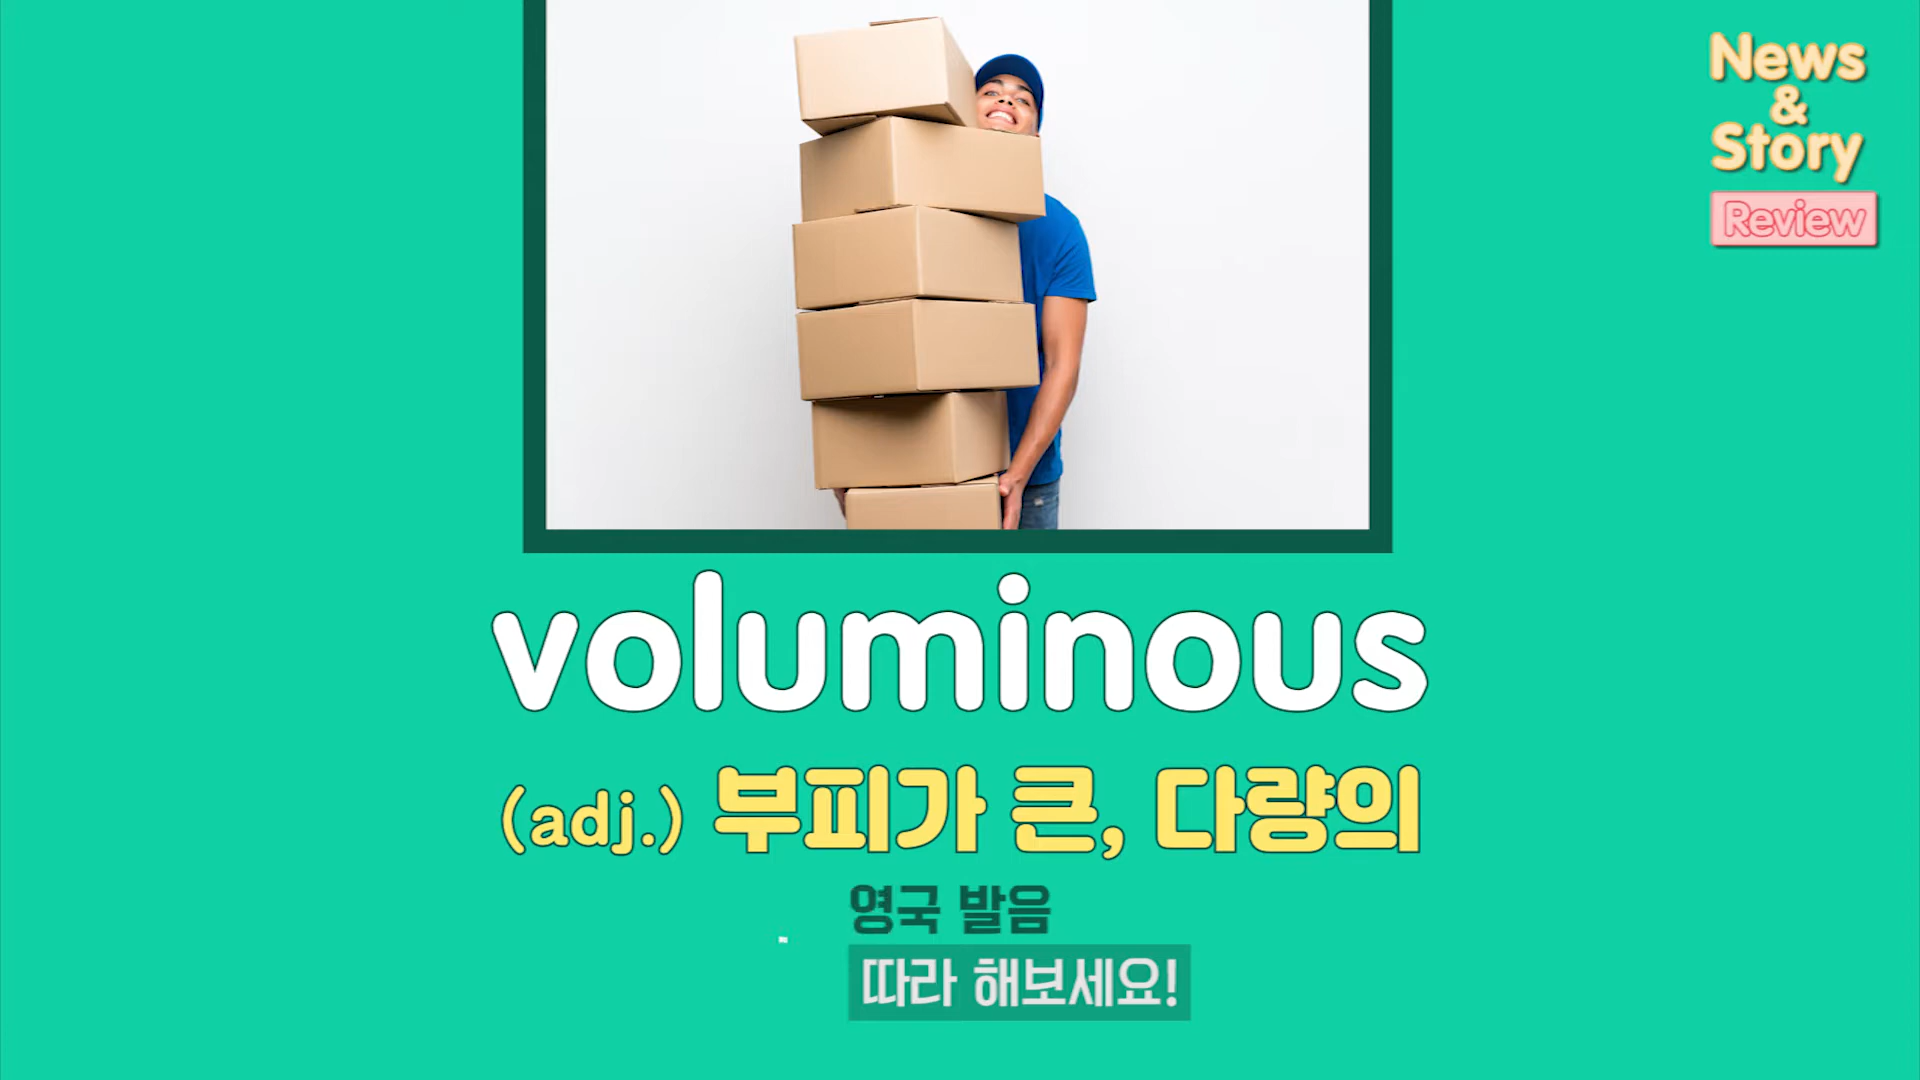 News
&
Story
Review
voluminous
(adj.) 부피가 큰, 다량의
영국 발음
따라 해보세요!